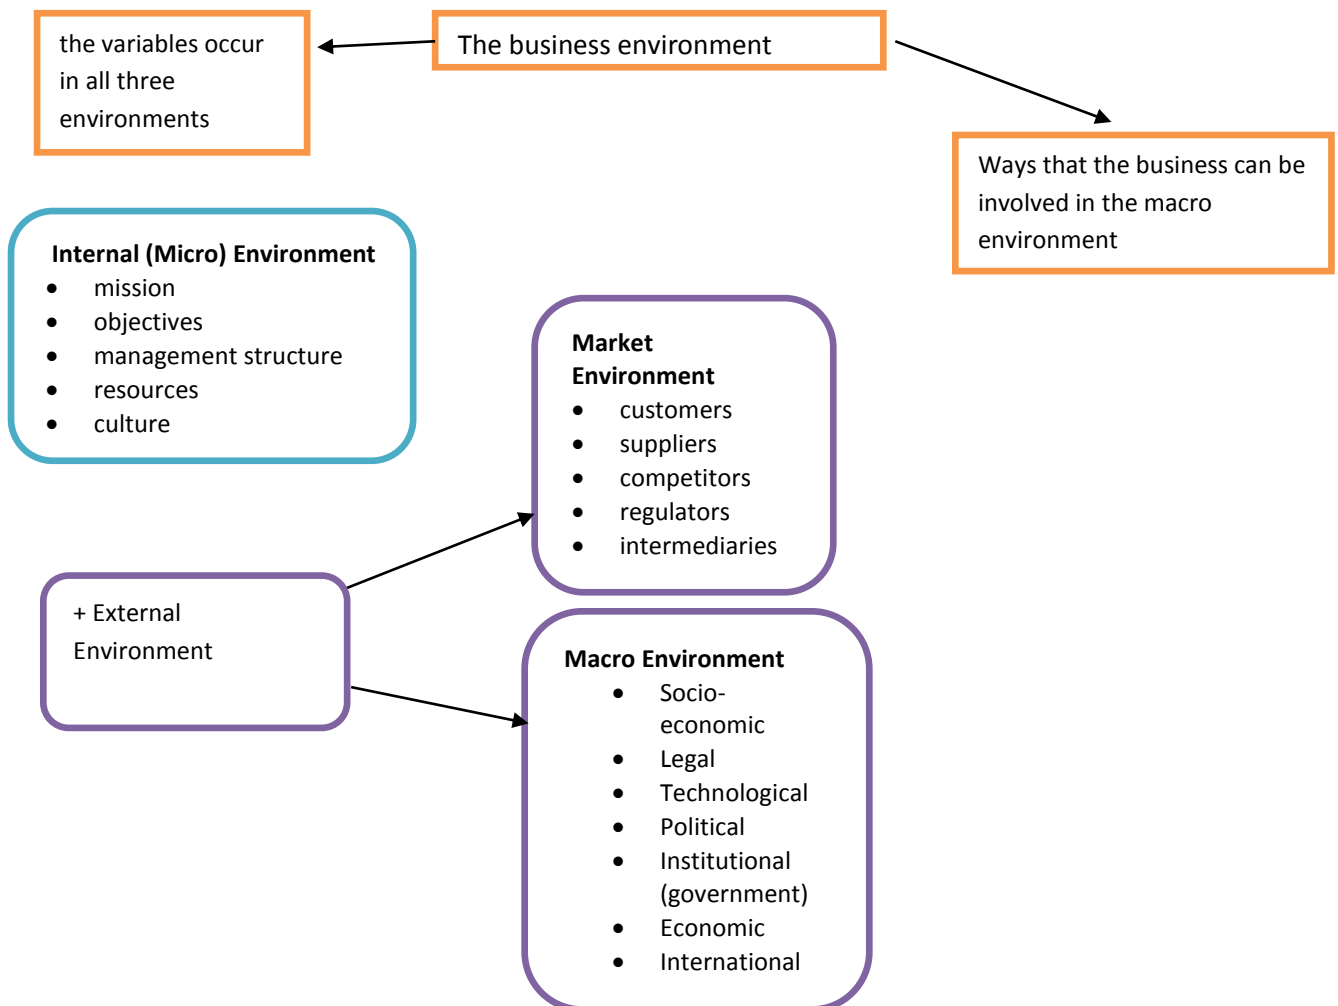 the variables occur
in all three
environments
The business environment
Ways that the business can be
involved in the macro
environment
Internal (Micro) Environment
• mission
• objectives
• management structure
• resources
• culture
Market
Environment
• customers
• suppliers
• competitors
• regulators
• intermediaries
+ External
Environment
Macro Environment
• Socio-
economic
• Legal
• Technological
• Political
• Institutional
(government)
• Economic
• International